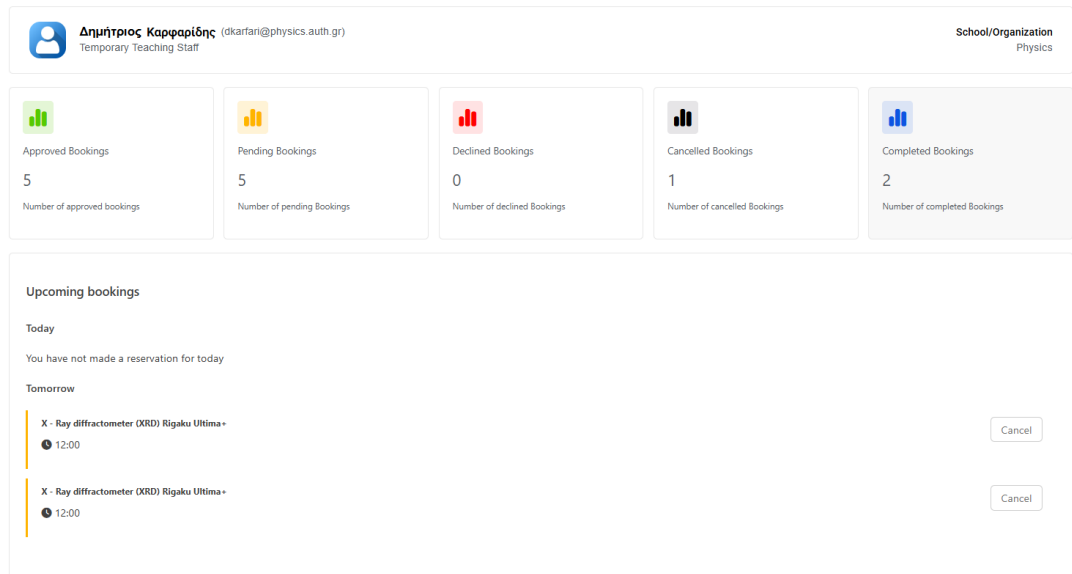 Δημήτριος Καρφαρίδης (dkarfari@physics.auth.gr)
Temporary Teaching Staff
School/Organization
Physics
Approved Bookings
5
Number of approved bookings
Pending Bookings
5
Number of pending Bookings
Declined Bookings
0
Number of declined Bookings
Cancelled Bookings
1
Number of cancelled Bookings
Completed Bookings
2
Number of completed Bookings
Upcoming bookings
Today
You have not made a reservation for today
Tomorrow
X - Ray diffractometer (XRD) Rigaku Ultima+
12:00
Cancel
X - Ray diffractometer (XRD) Rigaku Ultima+
12:00
Cancel